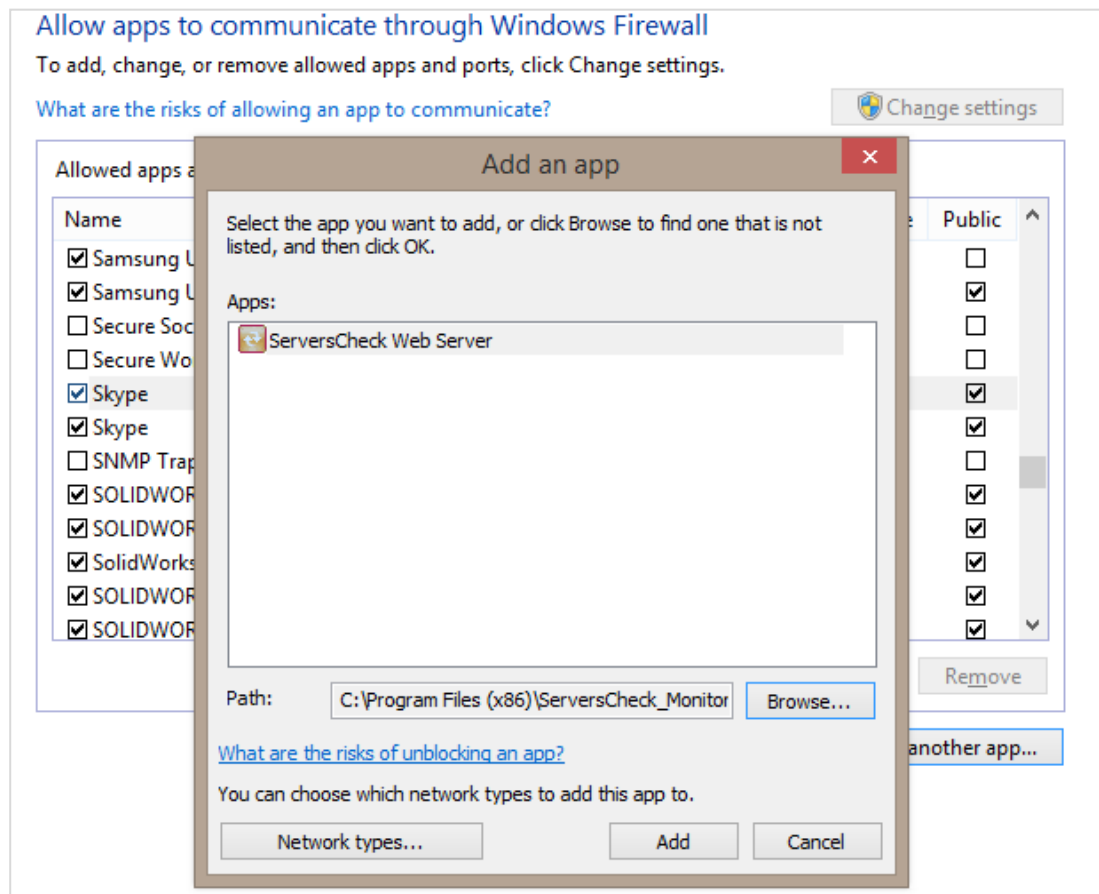 Allow apps to communicate through Windows Firewall
To add, change, or remove allowed apps and ports, click Change settings.
What are the risks of allowing an app to communicate?
Change settings
Allowed apps a
Name
Public
Samsung U
Samsung U
Secure Soc
Secure Wo
Skype
Skype
SNMP Trap
SOLIDWOR
SOLIDWOR
SolidWorks
SOLIDWOR
SOLIDWOR
Remove
another app...
Add an app
Select the app you want to add, or click Browse to find one that is not
listed, and then click OK.
Apps:
ServersCheck Web Server
Path:
C:\Program Files (x86)\ServersCheck_Monitor
Browse...
What are the risks of unblocking an app?
You can choose which network types to add this app to.
Network types...
Add
Cancel